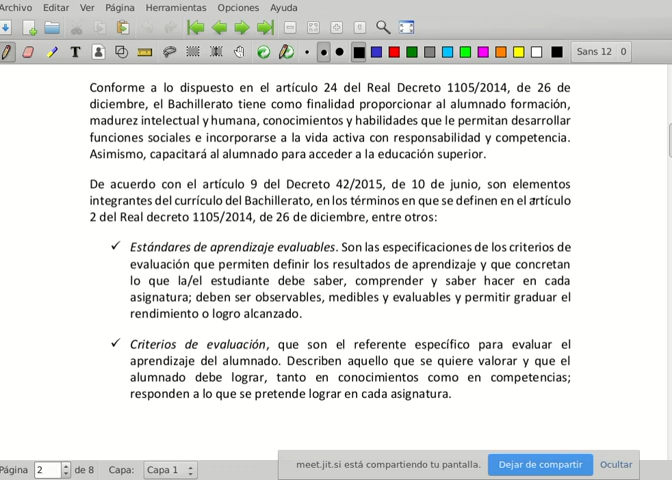 Archivo Editar Ver Página Herramientas Opciones Ayuda
T
Sans 12 0
Conforme a lo dispuesto en el artículo 24 del Real Decreto 1105/2014, de 26 de
diciembre, el Bachillerato tiene como finalidad proporcionar al alumnado formación,
madurez intelectual y humana, conocimientos y habilidades que le permitan desarrollar
funciones sociales e incorporarse a la vida activa con responsabilidad y competencia.
Asimismo, capacitará al alumnado para acceder a la educación superior.
De acuerdo con el artículo 9 del Decreto 42/2015, de 10 de junio, son elementos
integrantes del currículo del Bachillerato, en los términos en que se definen en el artículo
2 del Real decreto 1105/2014, de 26 de diciembre, entre otros:
✓ Estándares de aprendizaje evaluables. Son las especificaciones de los criterios de
evaluación que permiten definir los resultados de aprendizaje y que concretan
lo que la/el estudiante debe saber, comprender y saber hacer en cada
asignatura; deben ser observables, medibles y evaluables y permitir graduar el
rendimiento o logro alcanzado.
✓ Criterios de evaluación, que son el referente específico para evaluar el
aprendizaje del alumnado. Describen aquello que se quiere valorar y que el
alumnado debe lograr, tanto en conocimientos como en competencias;
responden a lo que se pretende lograr en cada asignatura.
Página 2 de 8 Capa: Capa 1
meet.jit.si está compartiendo tu pantalla. Dejar de compartir Ocultar